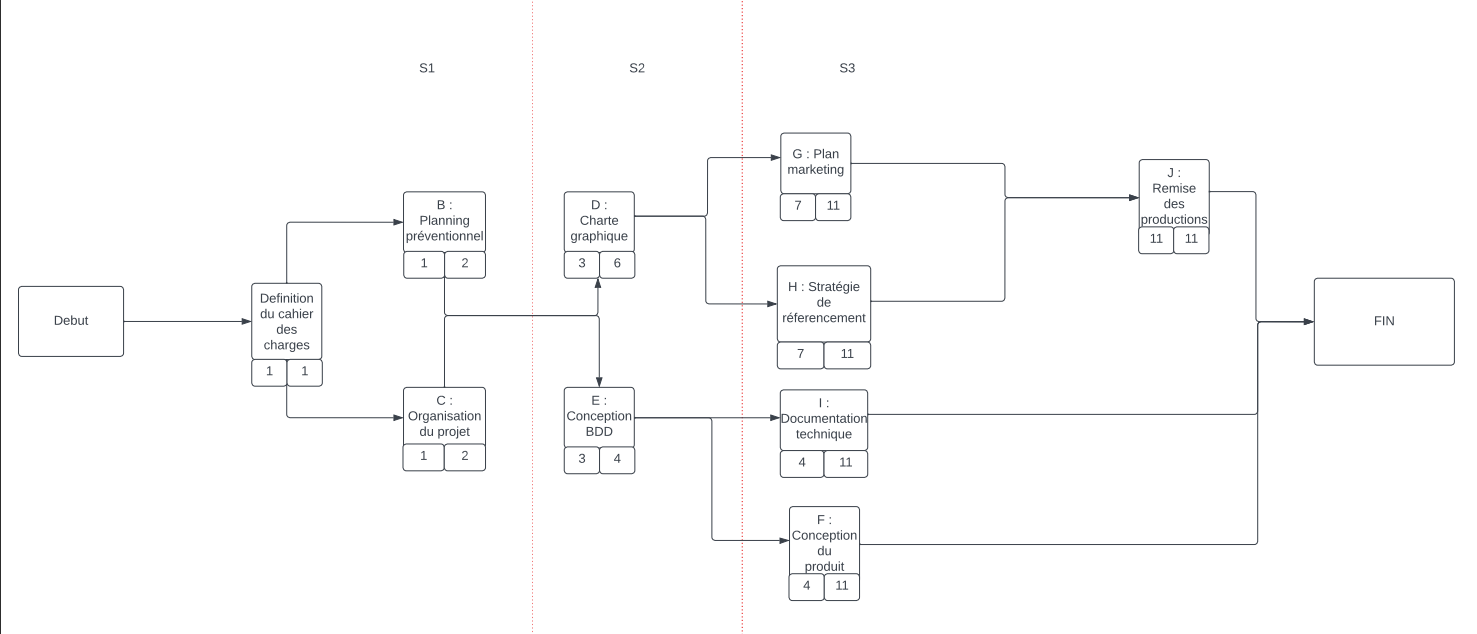 S1
S2
S3
Debut
Definition
du cahier
des
charges
1 1
B :
Planning
préventionnel
1 2
C :
Organisation
du projet
1 2
D :
Charte
graphique
3 6
E :
Conception
BDD
3 4
G : Plan
marketing
7 11
H : Stratégie
de
réferencement
7 11
I :
Documentation
technique
4 11
F :
Conception
du
produit
4 11
J :
Remise
des
productions
11 11
FIN